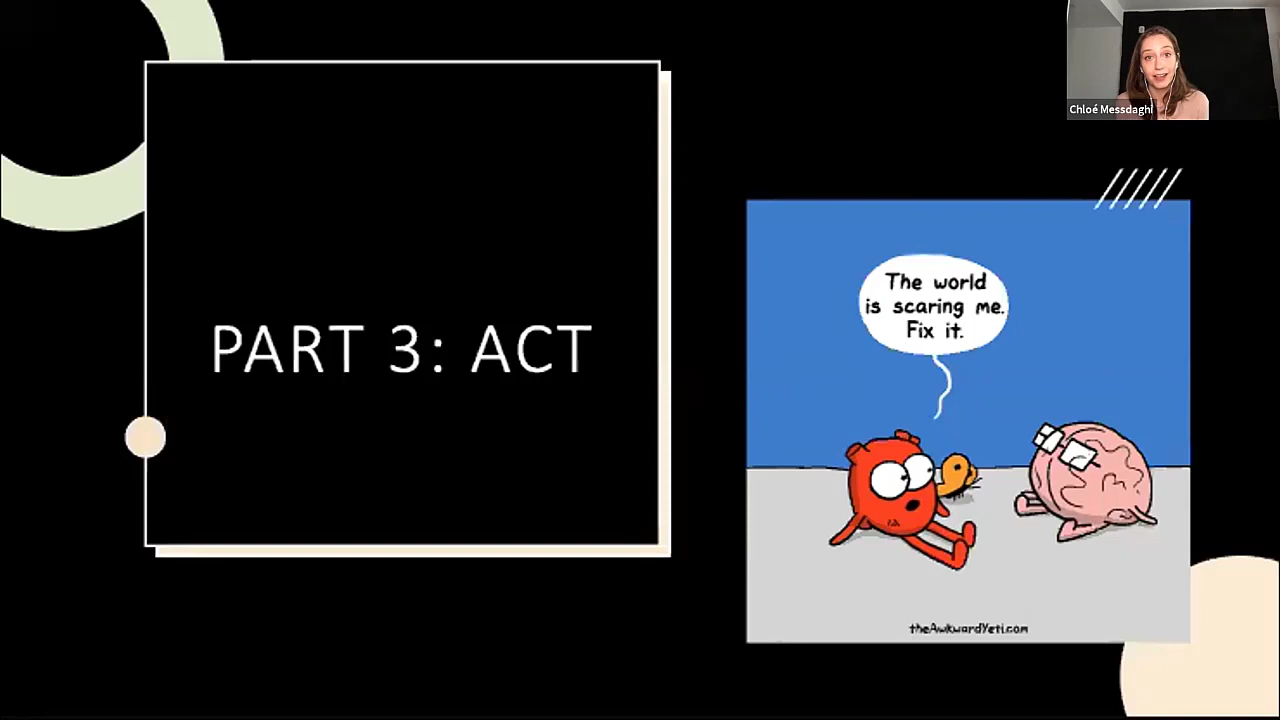 Chloé Messdaghi
PART 3: ACT
The world
is scaring me.
Fix it.
theAwkwardYeti.com